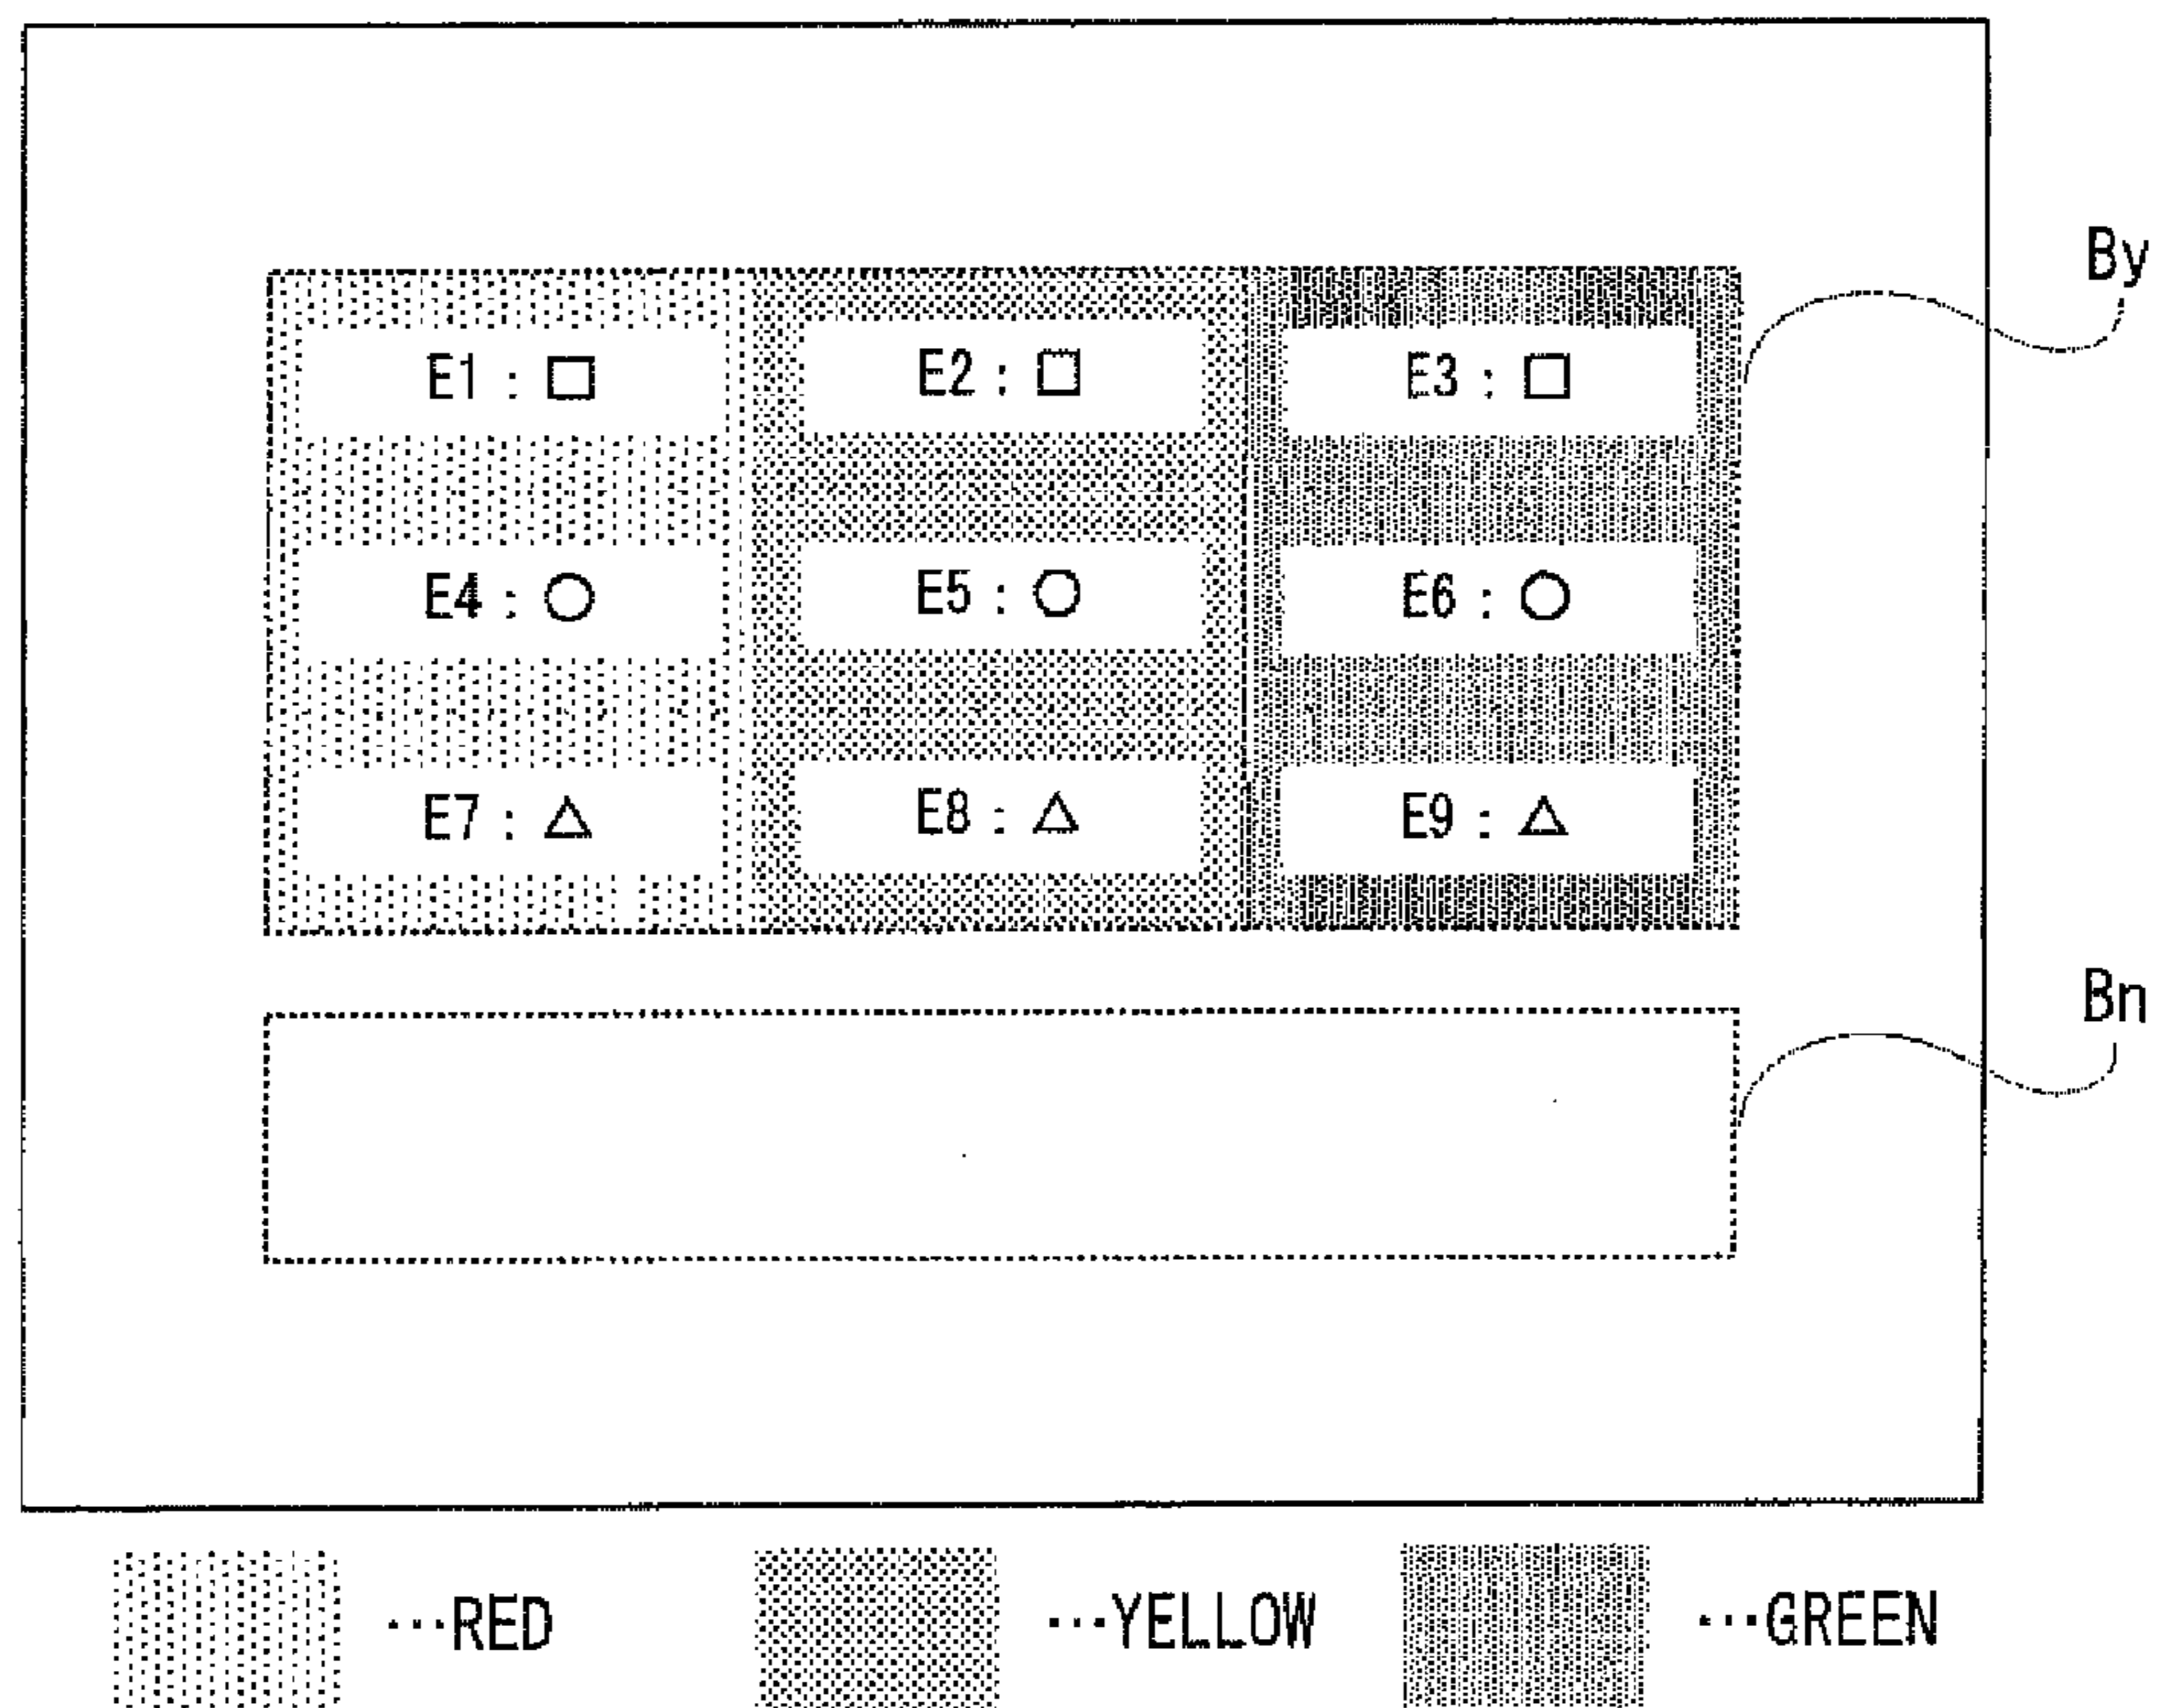 By
E1 : □ E2 : □ E3 : □
E4 : ○ E5 : ○ E6 : ○
E7 : △ E8 : △ E9 : △
Bn
···RED ···YELLOW ···GREEN